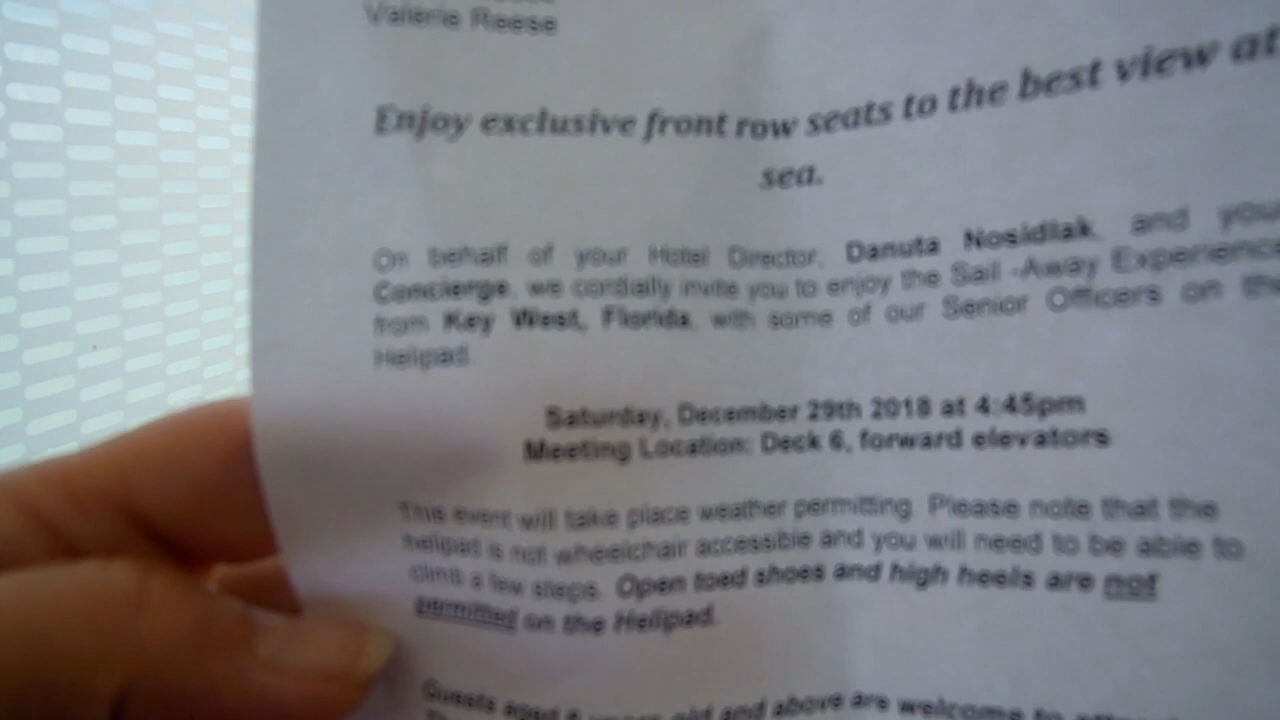 Valerie Reese
Enjoy exclusive front row seats to the best view at
sea.
On behalf of your Hotel Director, Danuta Nosidlak, and your
Concierge, we cordially invite you to enjoy the Sail -Away Experience
from Key West, Florida, with some of our Senior Officers on the
Helipad.
Saturday, December 29th 2018 at 4:45pm
Meeting Location: Deck 6, forward elevators
This event will take place weather permitting. Please note that the
helipad is not wheelchair accessible and you will need to be able to
climb a few steps. Open toed shoes and high heels are not
permitted on the Helipad.
Guests aged 6 years old and above are welcome to